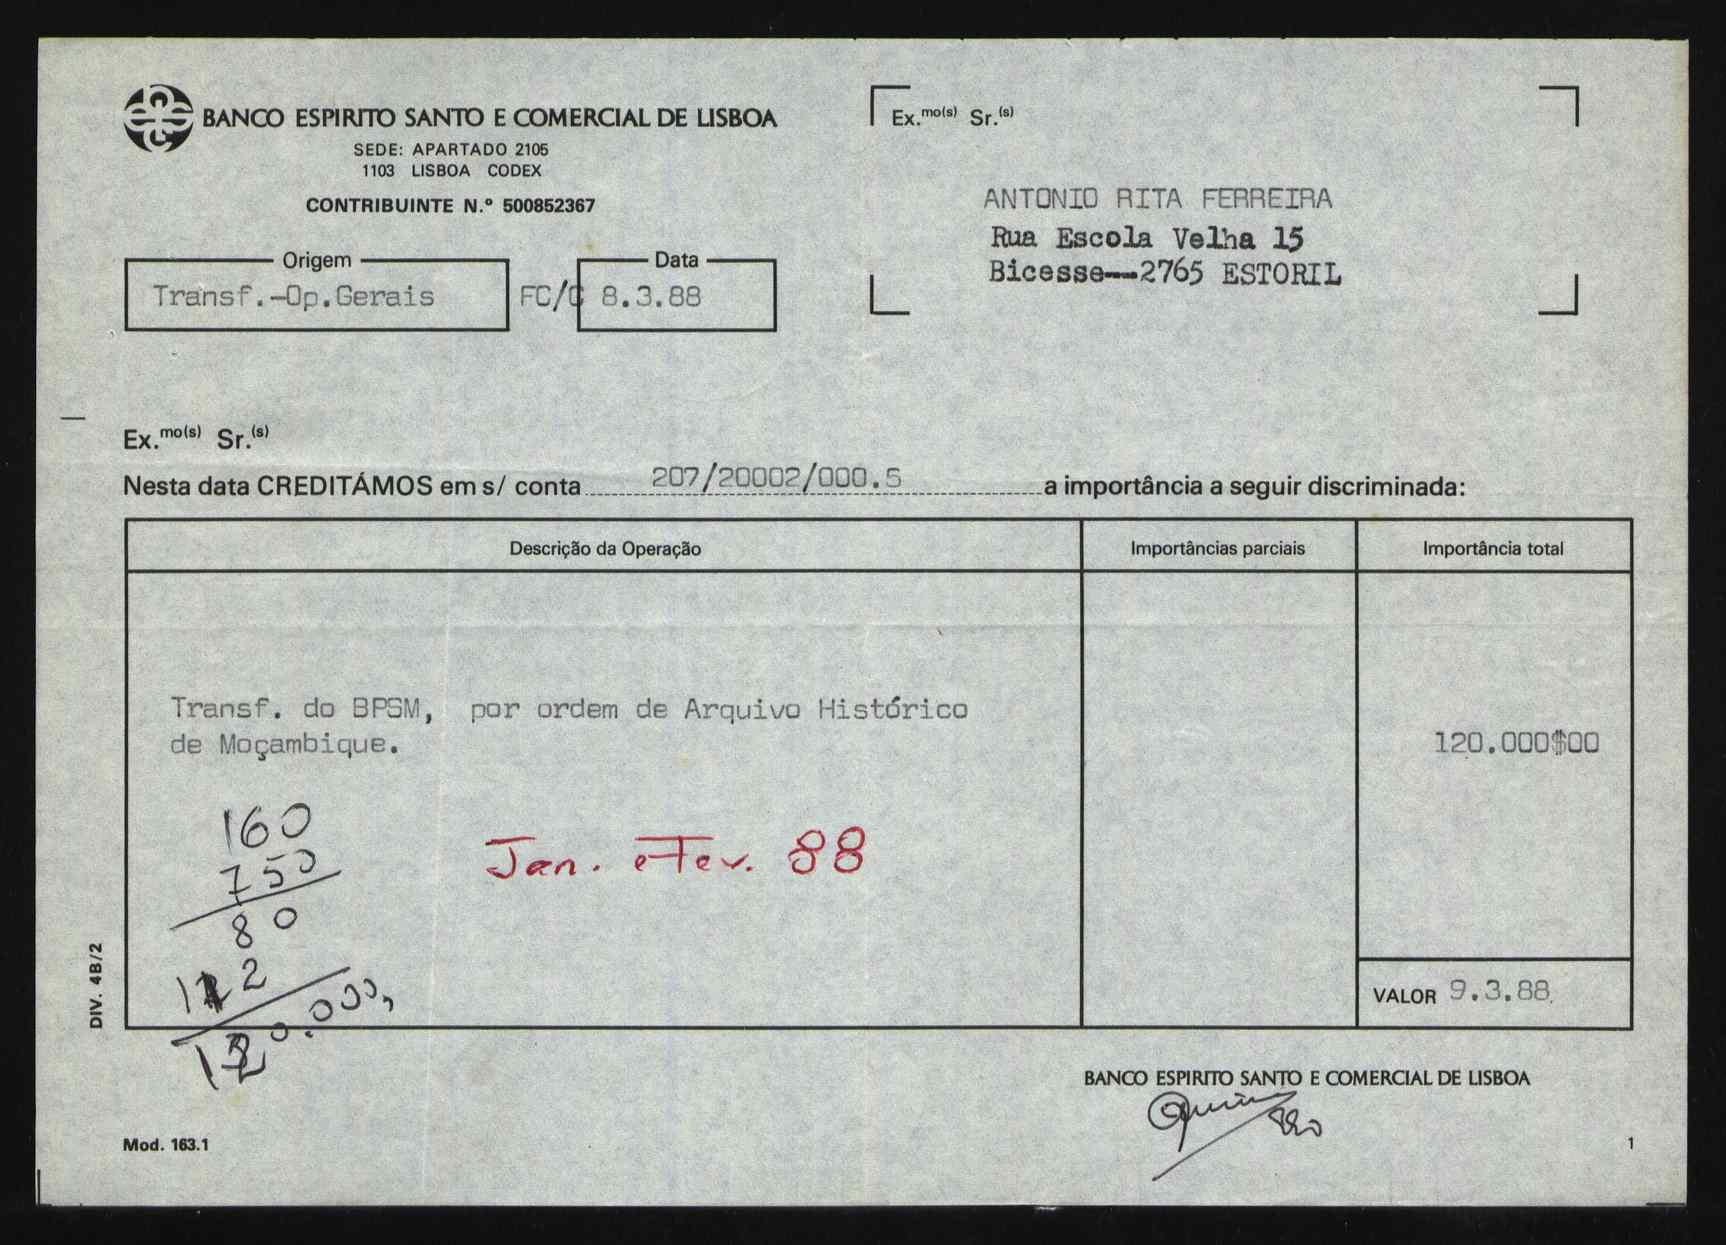 BANCO ESPIRITO SANTO E COMERCIAL DE LISBOA
SEDE: APARTADO 2105
1103 LISBOA CODEX
CONTRIBUINTE N.º 500852367
Ex.mo(s) Sr.(s)
ANTONIO RITA FERREIRA
Rua Escola Velha 15
Bicesse--2765 ESTORIL
Origem
Transf.-Op.Gerais
FC/C
Data
8.3.88
Ex.mo(s) Sr.(s)
Nesta data CREDITÁMOS em s/ conta 207/20002/000.5 a importância a seguir discriminada:
Descrição da Operação
Importâncias parciais
Importância total
Transf. do BPSM, por ordem de Arquivo Histórico
de Moçambique.
120.000$00
160
750
80
Jan. e Fev. 88
DIV. 4B/2
VALOR 9.3.88.
BANCO ESPIRITO SANTO E COMERCIAL DE LISBOA
Mod. 163.1
1